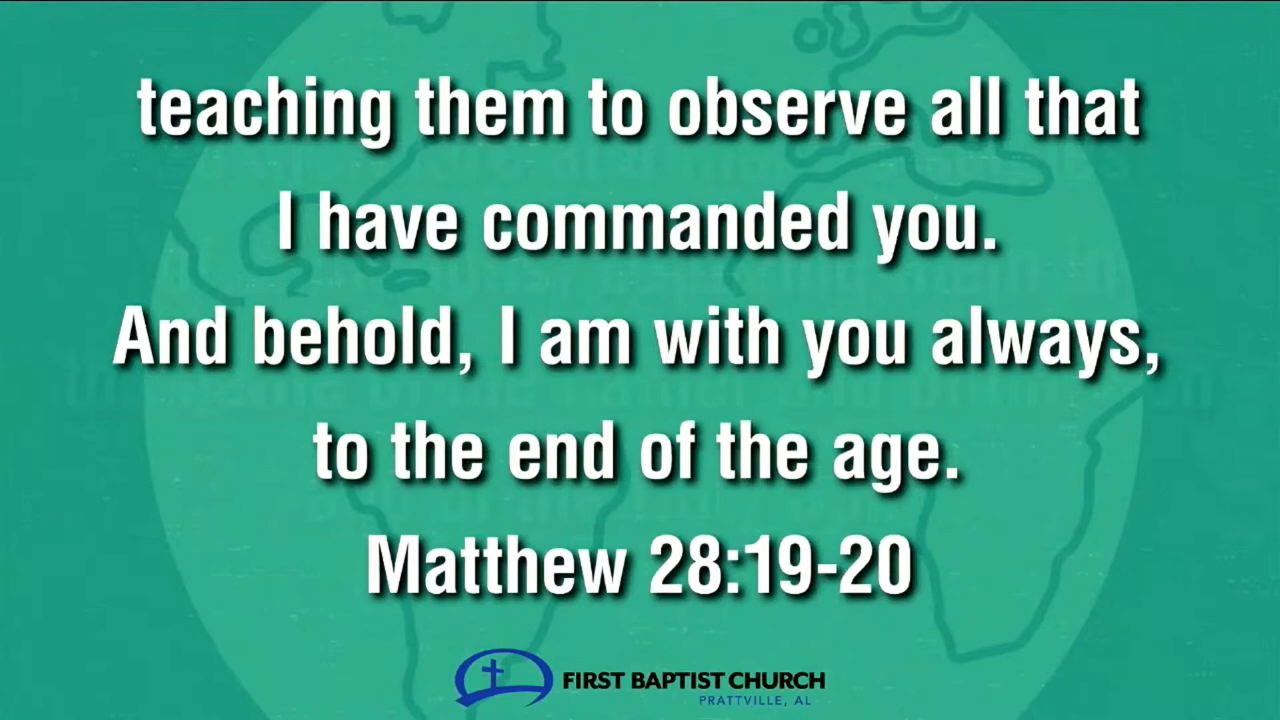 teaching them to observe all that
I have commanded you.
And behold, I am with you always,
to the end of the age.
Matthew 28:19-20
FIRST BAPTIST CHURCH
PRATTVILLE, AL